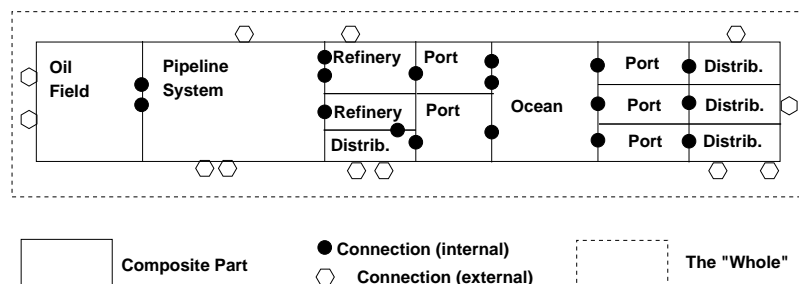 Oil
Field
Pipeline
System
Refinery
Port
Refinery
Port
Distrib.
Ocean
Port
Distrib.
Port
Distrib.
Port
Distrib.
Composite Part
Connection (internal)
Connection (external)
The "Whole"